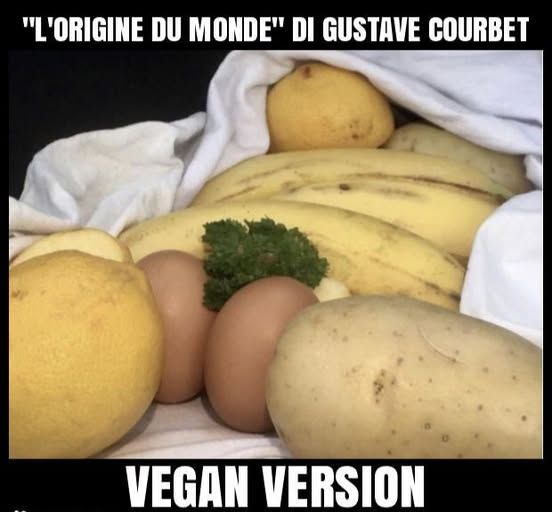 "L'ORIGINE DU MONDE" DI GUSTAVE COURBET
VEGAN VERSION